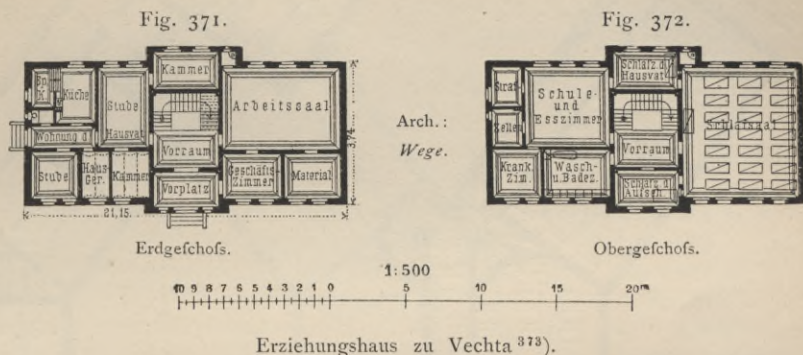 Fig. 371.
Kammer
Küche
Stube
Arbeitssaal
Wohnung d.
Hausvat.
Vorraum
Stube
Haus-
Ger.
Kammer
Vorplatz
Geschäfts
Zimmer
Material
21,15.
Erdgeſchoſs.
Arch.:
Wege.
Fig. 372.
Straf
Zellen
Schule-
und
Esszimmer
Schlafz. d.
Hausvat.
Schlafsaal
Vorraum
Krank.
Zim.
Wasch-
u. Badez.
Schlafz. d.
Aufseh.
Obergeſchoſs.
1:500
10 9 8 7 6 5 4 3 2 1 0 5 10 15 20m
Erziehungshaus zu Vechta 373).